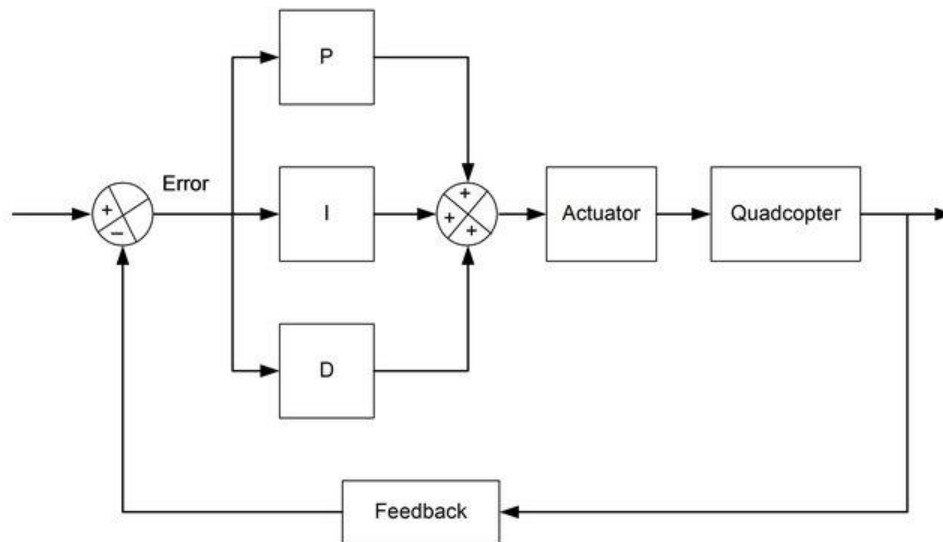 P
Error
+
−
I
+
+
+
Actuator
Quadcopter
D
Feedback